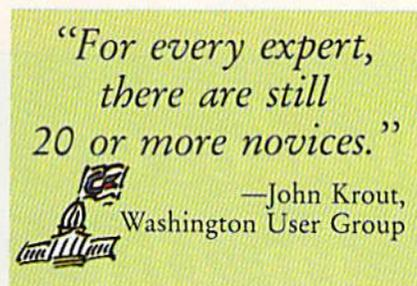 “For every expert,
there are still
20 or more novices.”
—John Krout,
Washington User Group